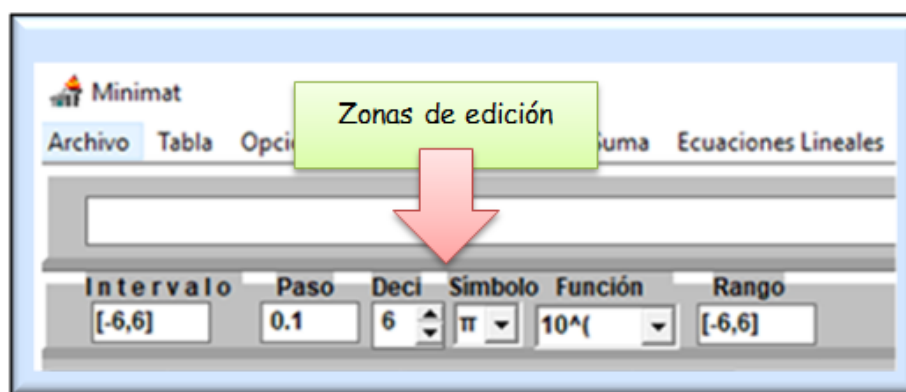 Minimat
Zonas de edición
Archivo Tabla Suma Ecuaciones Lineales
Intervalo Paso Deci Símbolo Función Rango
[-6,6] 0.1 6 π 10^( [-6,6]